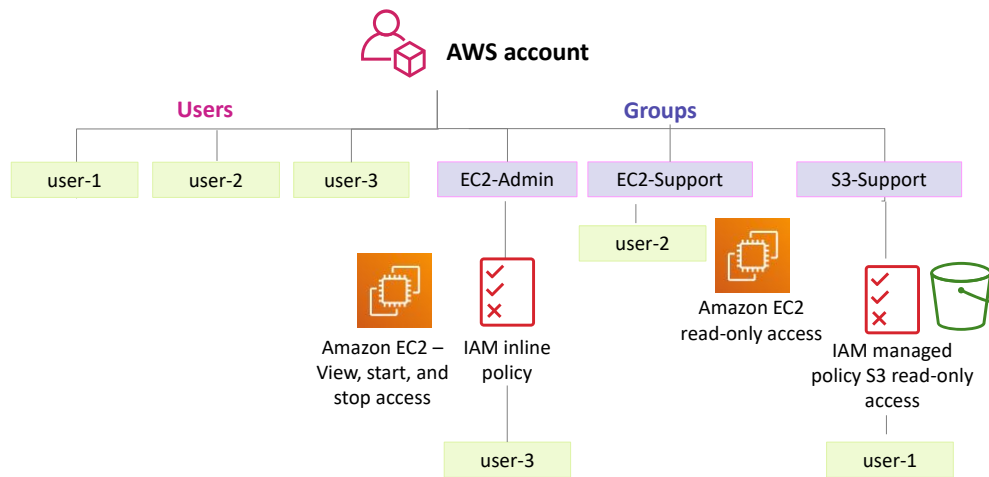 AWS account
Users
Groups
user-1
user-2
user-3
EC2-Admin
EC2-Support
S3-Support
user-2
Amazon EC2 –
View, start, and
stop access
IAM inline
policy
Amazon EC2
read-only access
IAM managed
policy S3 read-only
access
user-3
user-1